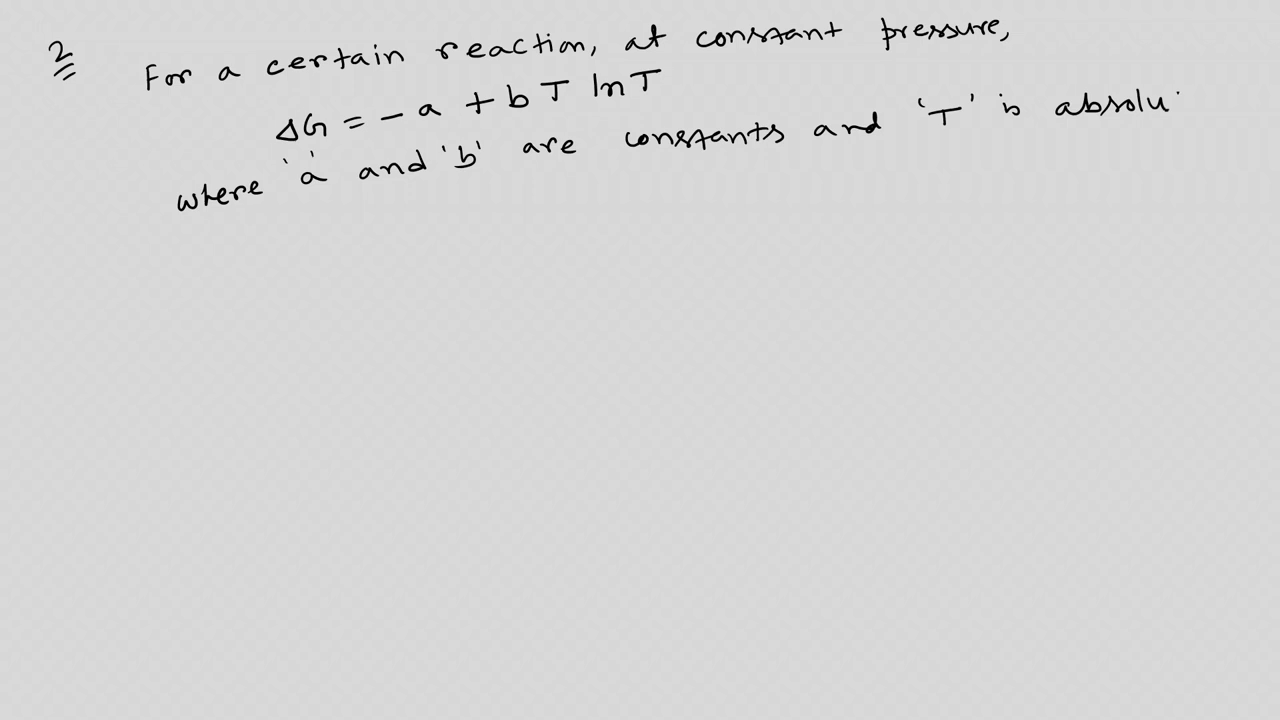 2 For a certain reaction, at constant pressure,
ΔG = - a + b T ln T
where 'a' and 'b' are constants and 'T' is absolu